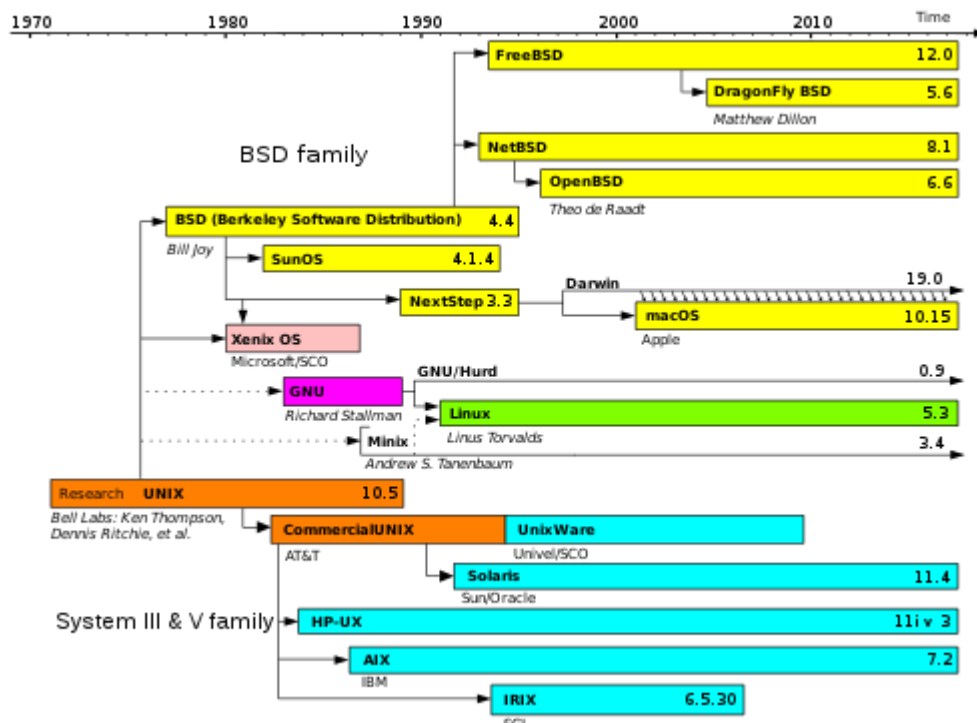 1970 1980 1990 2000 2010 Time
FreeBSD 12.0
DragonFly BSD 5.6
Matthew Dillon
BSD family
NetBSD 8.1
OpenBSD 6.6
Theo de Raadt
BSD (Berkeley Software Distribution) 4.4
Bill Joy
SunOS 4.1.4
Darwin 19.0
NextStep 3.3
macOS 10.15
Apple
Xenix OS
Microsoft/SCO
GNU/Hurd 0.9
GNU
Richard Stallman
Linux 5.3
Linus Torvalds
Minix 3.4
Andrew S. Tanenbaum
Research UNIX 10.5
Bell Labs: Ken Thompson,
Dennis Ritchie, et al.
CommercialUNIX UnixWare
AT&T Univel/SCO
Solaris 11.4
Sun/Oracle
System III & V family
HP-UX 11i v 3
AIX 7.2
IBM
IRIX 6.5.30